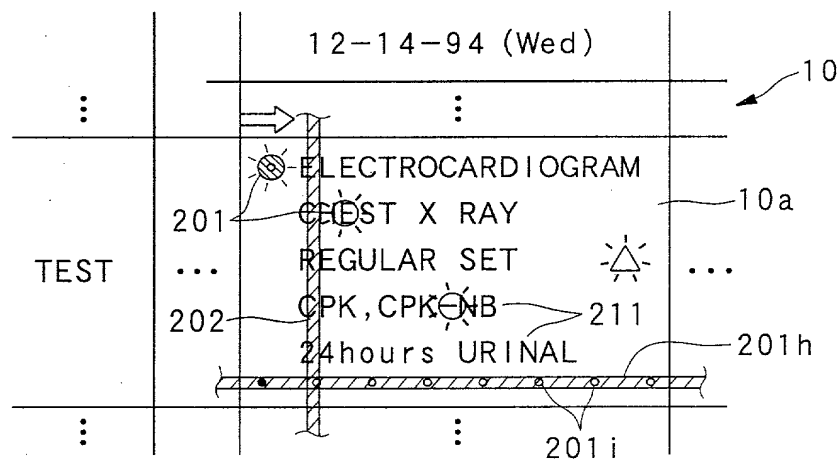 12-14-94 (Wed)
10
ELECTROCARDIOGRAM
201
CHEST X RAY
10a
TEST
REGULAR SET
202
CPK,CPK-NB
211
24hours URINAL
201h
201i